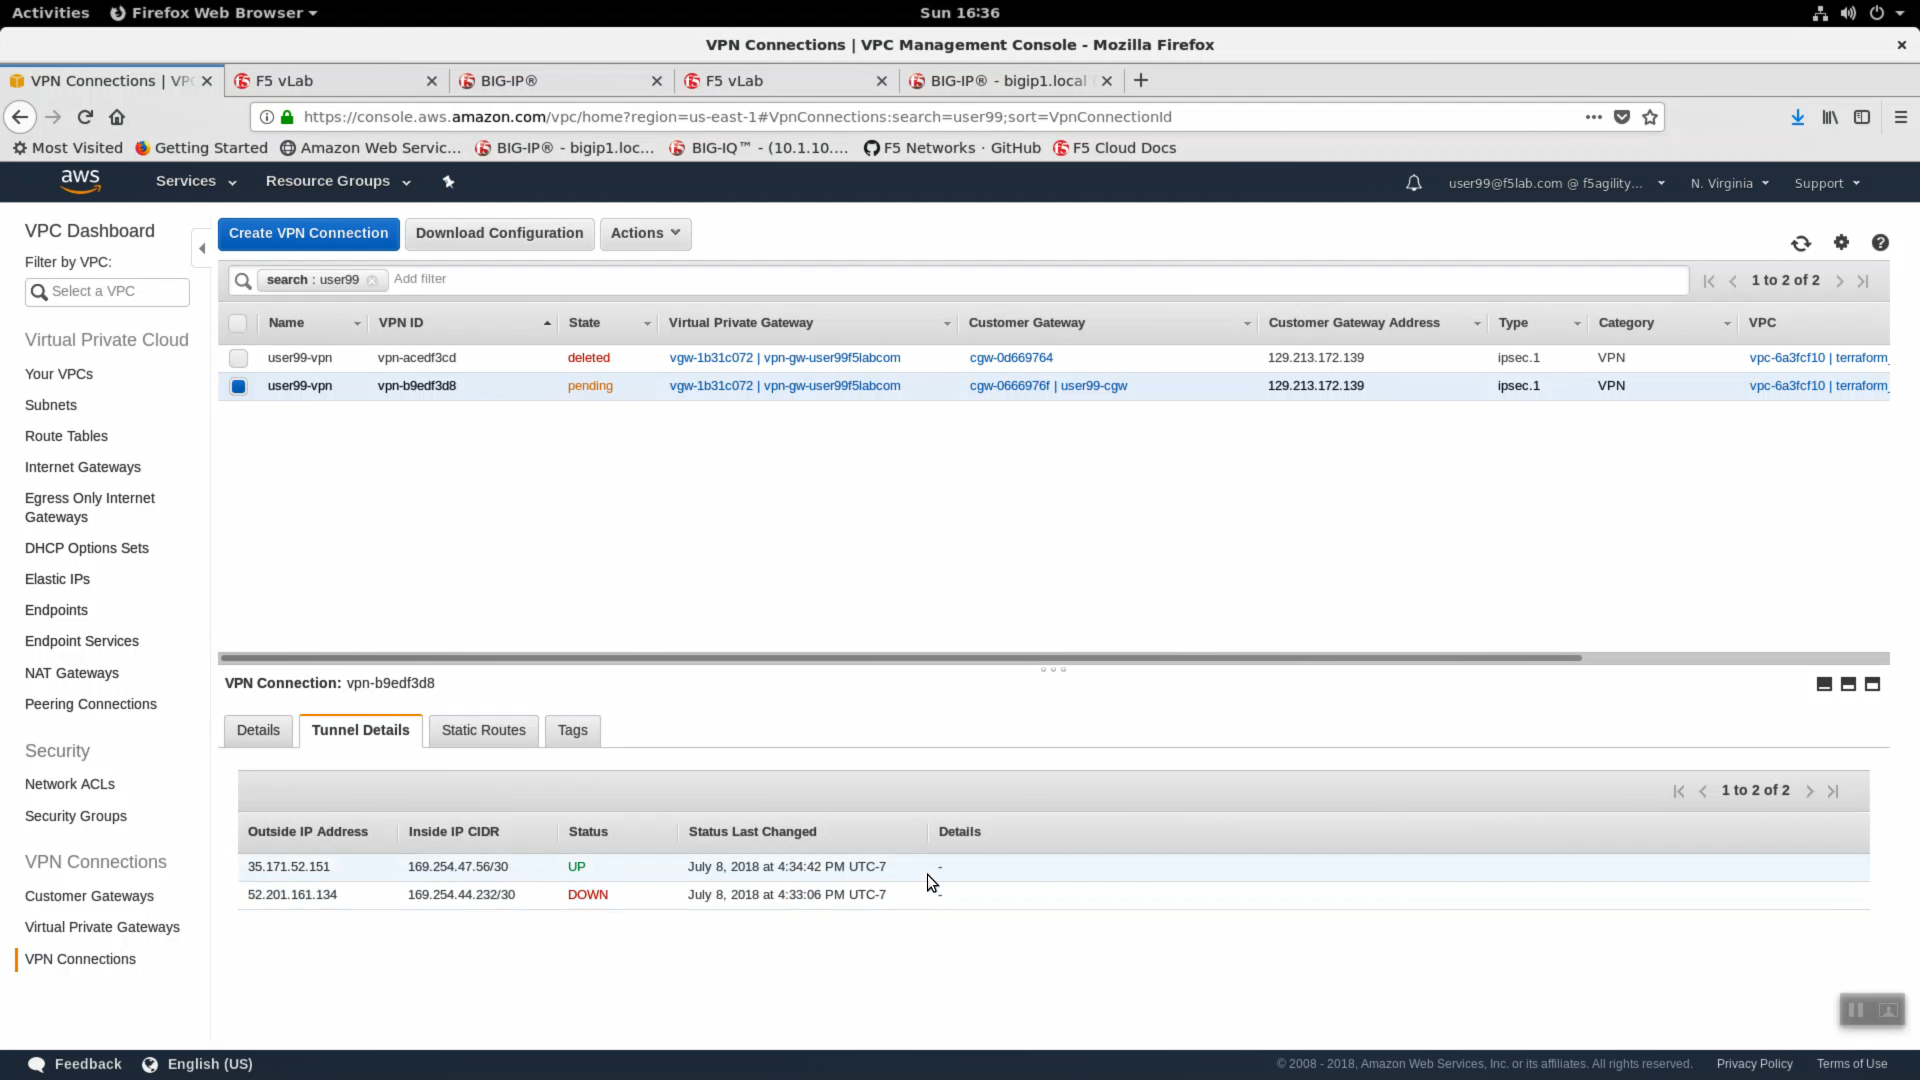 Activities Firefox Web Browser Sun 16:36
VPN Connections | VPC Management Console - Mozilla Firefox
VPN Connections | VPC F5 vLab BIG-IP® F5 vLab BIG-IP® - bigip1.local
https://console.aws.amazon.com/vpc/home?region=us-east-1#VpnConnections:search=user99;sort=VpnConnectionId
Most Visited Getting Started Amazon Web Servic... BIG-IP® - bigip1.loc... BIG-IQ™ - (10.1.10.... F5 Networks · GitHub F5 Cloud Docs
aws Services Resource Groups user99@f5lab.com @ f5agility... N. Virginia Support
VPC Dashboard
Filter by VPC:
Select a VPC
Virtual Private Cloud
Your VPCs
Subnets
Route Tables
Internet Gateways
Egress Only Internet
Gateways
DHCP Options Sets
Elastic IPs
Endpoints
Endpoint Services
NAT Gateways
Peering Connections
Security
Network ACLs
Security Groups
VPN Connections
Customer Gateways
Virtual Private Gateways
VPN Connections
Create VPN Connection Download Configuration Actions
search : user99 Add filter 1 to 2 of 2
Name VPN ID State Virtual Private Gateway Customer Gateway Customer Gateway Address Type Category VPC
user99-vpn vpn-acedf3cd deleted vgw-1b31c072 | vpn-gw-user99f5labcom cgw-0d669764 129.213.172.139 ipsec.1 VPN vpc-6a3fcf10 | terraform_
user99-vpn vpn-b9edf3d8 pending vgw-1b31c072 | vpn-gw-user99f5labcom cgw-0666976f | user99-cgw 129.213.172.139 ipsec.1 VPN vpc-6a3fcf10 | terraform_
VPN Connection: vpn-b9edf3d8
Details Tunnel Details Static Routes Tags
1 to 2 of 2
Outside IP Address Inside IP CIDR Status Status Last Changed Details
35.171.52.151 169.254.47.56/30 UP July 8, 2018 at 4:34:42 PM UTC-7 -
52.201.161.134 169.254.44.232/30 DOWN July 8, 2018 at 4:33:06 PM UTC-7 -
Feedback English (US) © 2008 - 2018, Amazon Web Services, Inc. or its affiliates. All rights reserved. Privacy Policy Terms of Use